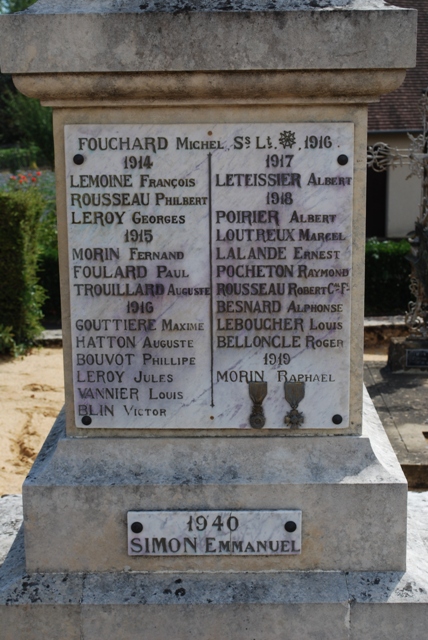 FOUCHARD MICHEL Ss Lt. 1916
1914
LEMOINE FRANÇOIS
ROUSSEAU PHILBERT
LEROY GEORGES
1915
MORIN FERNAND
FOULARD PAUL
TROUILLARD AUGUSTE
1916
GOUTTIERE MAXIME
HATTON AUGUSTE
BOUVOT PHILLIPE
LEROY JULES
VANNIER LOUIS
BLIN VICTOR
1917
LETEISSIER ALBERT
1918
POIRIER ALBERT
LOUTREUX MARCEL
LALANDE ERNEST
POCHETON RAYMOND
ROUSSEAU ROBERT
BESNARD ALPHONSE
LEBOUCHER LOUIS
BELLONCLE ROGER
1919
MORIN RAPHAEL
1940
SIMON EMMANUEL